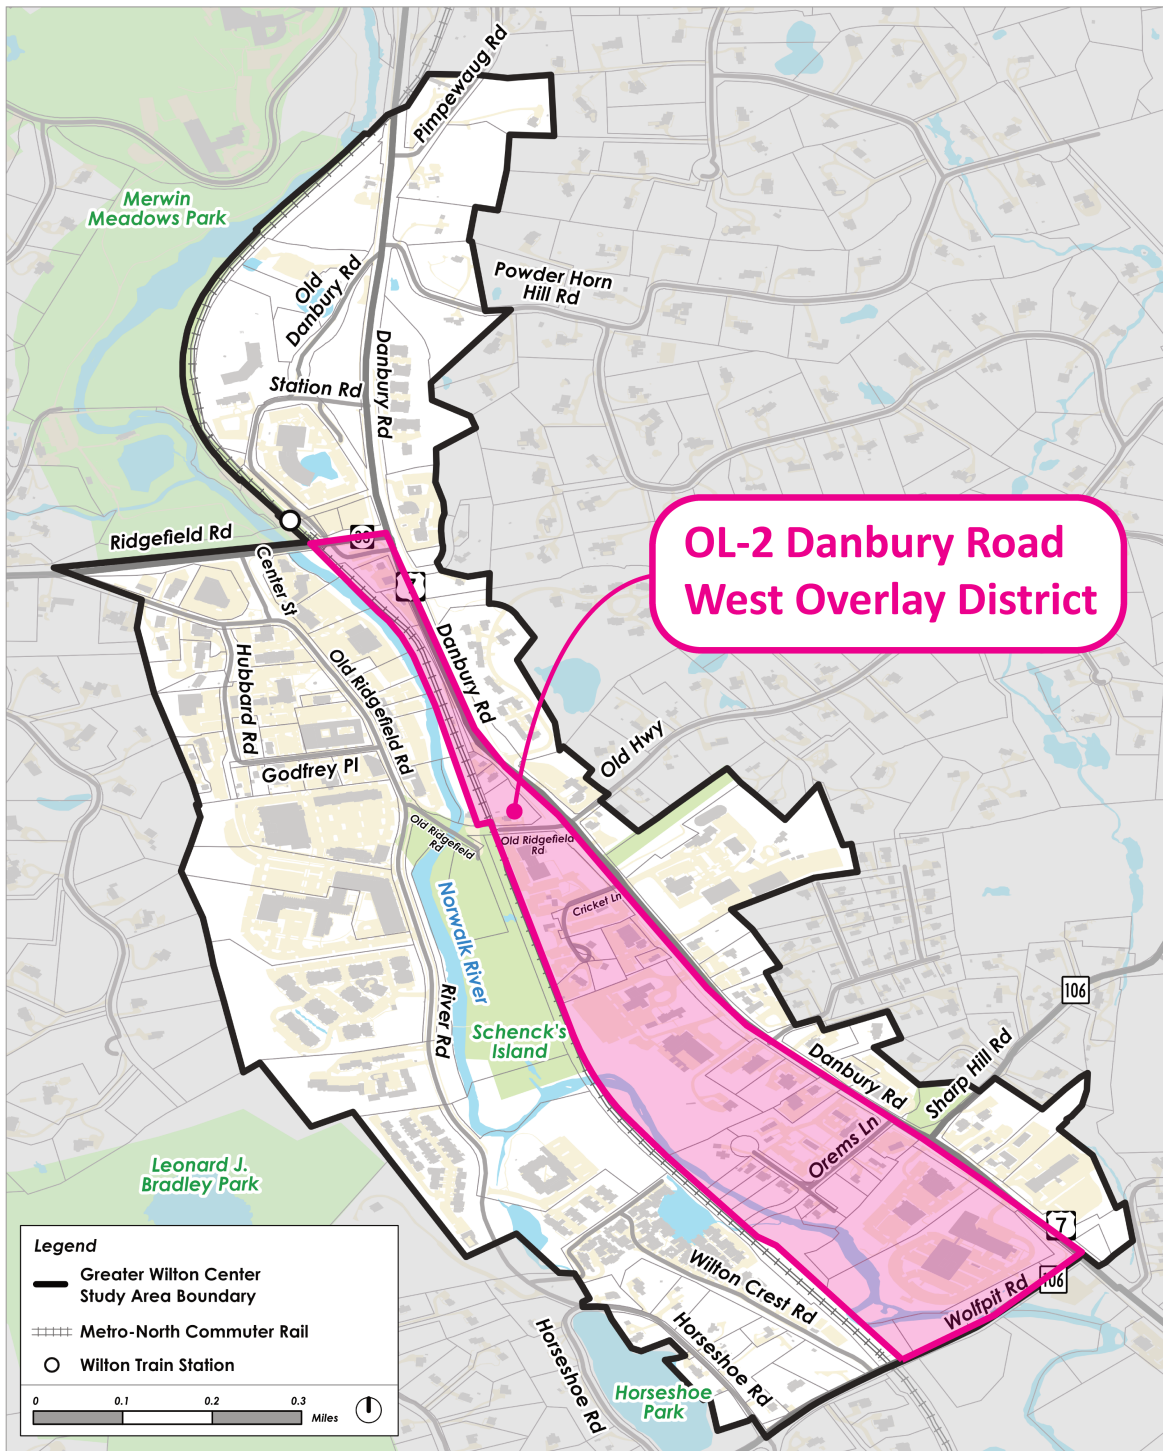 Pimpewaug Rd
Merwin
Meadows Park
Old
Danbury Rd
Powder Horn
Hill Rd
Danbury Rd
Station Rd
Ridgefield Rd
33
7
Center St
OL-2 Danbury Road
West Overlay District
Hubbard Rd
Old Ridgefield Rd
Danbury Rd
Godfrey Pl
Old Hwy
Old Ridgefield
Rd
Old Ridgefield
Rd
Cricket Ln
Norwalk River
River Rd
Schenck's
Island
106
Danbury Rd
Sharp Hill Rd
Orems Ln
Leonard J.
Bradley Park
7
106
Wolfpit Rd
Wilton Crest Rd
Horseshoe Rd
Horseshoe Rd
Horseshoe
Park
Legend
Greater Wilton Center
Study Area Boundary
Metro-North Commuter Rail
Wilton Train Station
0 0.1 0.2 0.3
Miles